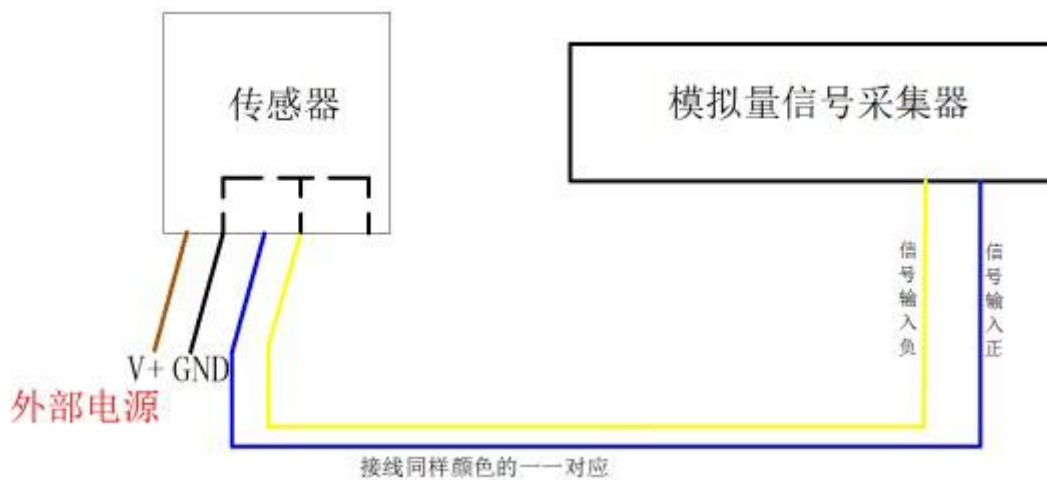 传感器
模拟量信号采集器
信号输入负
信号输入正
V+ GND
外部电源
接线同样颜色的一一对应